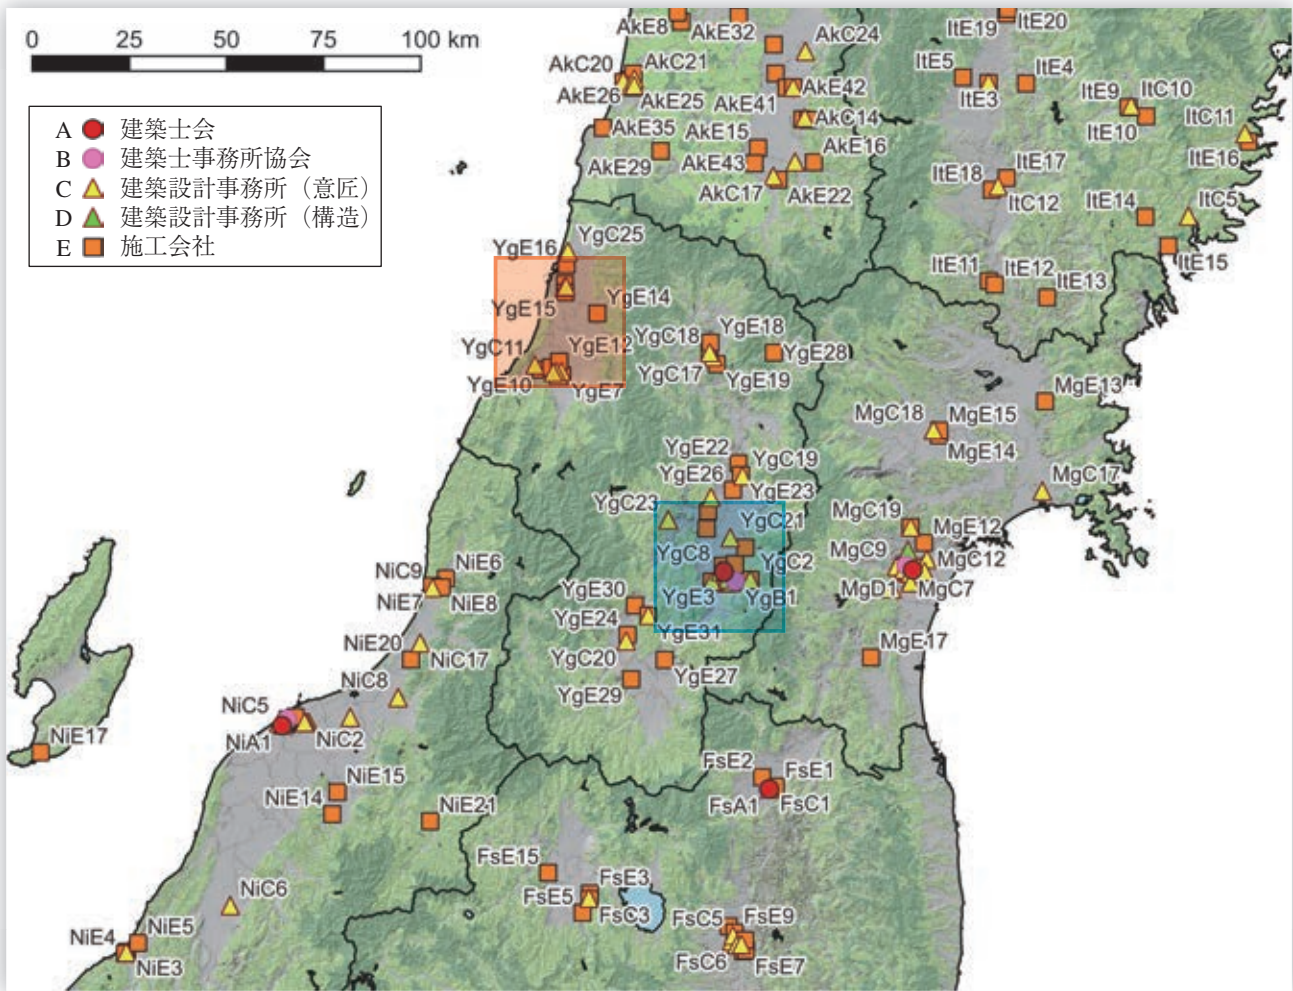 0 25 50 75 100 km
A 建築士会
B 建築士事務所協会
C 建築設計事務所（意匠）
D 建築設計事務所（構造）
E 施工会社
AkE8
AkE32
AkC24
AkC20
AkC21
AkE26
AkE25
AkE42
AkE41
AkC14
AkE35
AkE15
AkE16
AkE29
AkE43
AkC17
AkE22
ItE19
ItE20
ItE5
ItE4
ItE3
ItE9
ItC10
ItE10
ItC11
ItE16
ItE17
ItE18
ItC12
ItE14
ItC5
ItE15
ItE11
ItE12
ItE13
YgE16
YgC25
YgE15
YgE14
YgC11
YgE12
YgE10
YgE7
YgC18
YgE18
YgE28
YgC17
YgE19
MgE13
MgC18
MgE15
MgE14
MgC17
YgE22
YgC19
YgE26
YgE23
YgC23
YgC21
YgC8
YgC2
YgE3
YgB1
MgC19
MgE12
MgC9
MgC12
MgD1
MgC7
MgE17
YgE30
YgE24
YgE31
YgC20
YgE27
YgE29
NiC9
NiE6
NiE7
NiE8
NiE20
NiC17
NiC8
NiC5
NiA1
NiC2
NiE17
NiE15
NiE14
NiE21
NiC6
NiE4
NiE5
NiE3
FsE2
FsE1
FsA1
FsC1
FsE15
FsE3
FsE5
FsC3
FsC5
FsE9
FsC6
FsE7